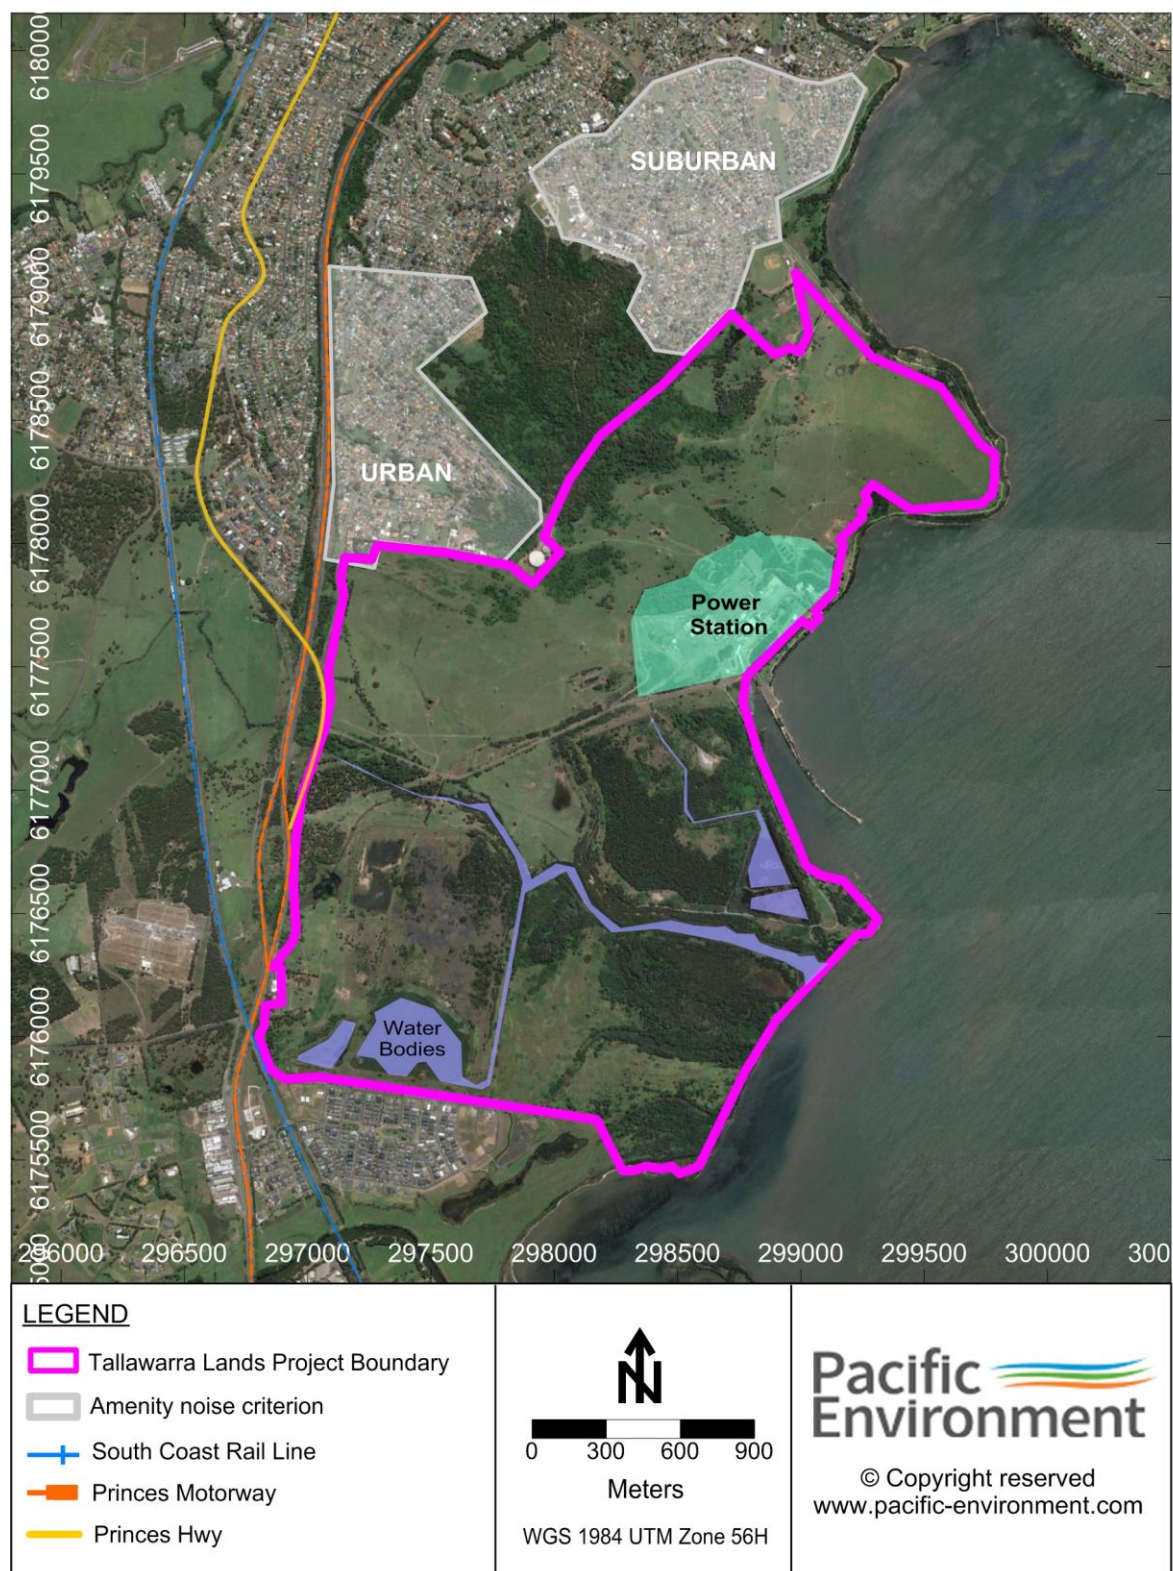 6180000
6179500
SUBURBAN
6179000
6178500
URBAN
6178000
Power
Station
6177500
6177000
6176500
6176000
Water
Bodies
6175500
296000 296500 297000 297500 298000 298500 299000 299500 300000 300
LEGEND
Tallawarra Lands Project Boundary
Amenity noise criterion
South Coast Rail Line
Princes Motorway
Princes Hwy
N
0 300 600 900
Meters
WGS 1984 UTM Zone 56H
Pacific
Environment
© Copyright reserved
www.pacific-environment.com